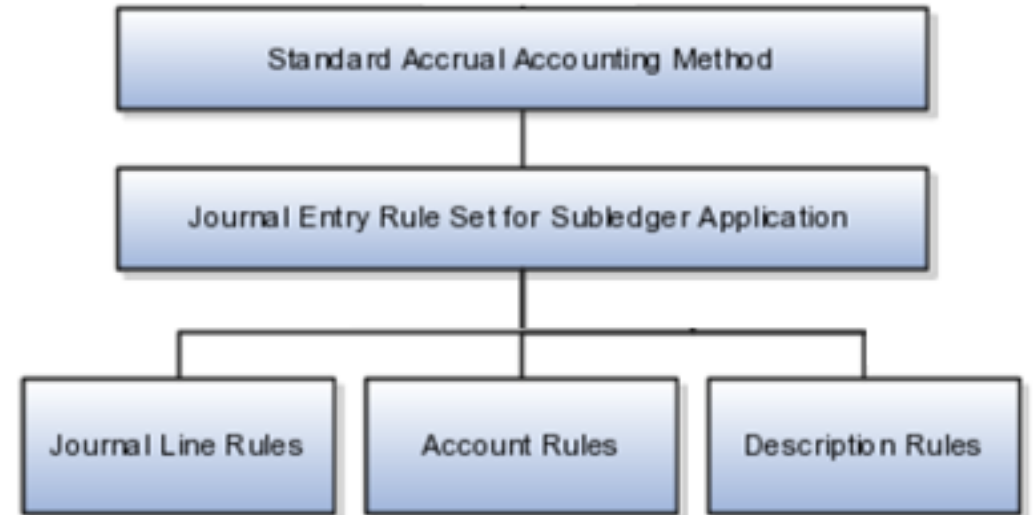 Standard Accrual Accounting Method
Journal Entry Rule Set for Subledger Application
Journal Line Rules
Account Rules
Description Rules